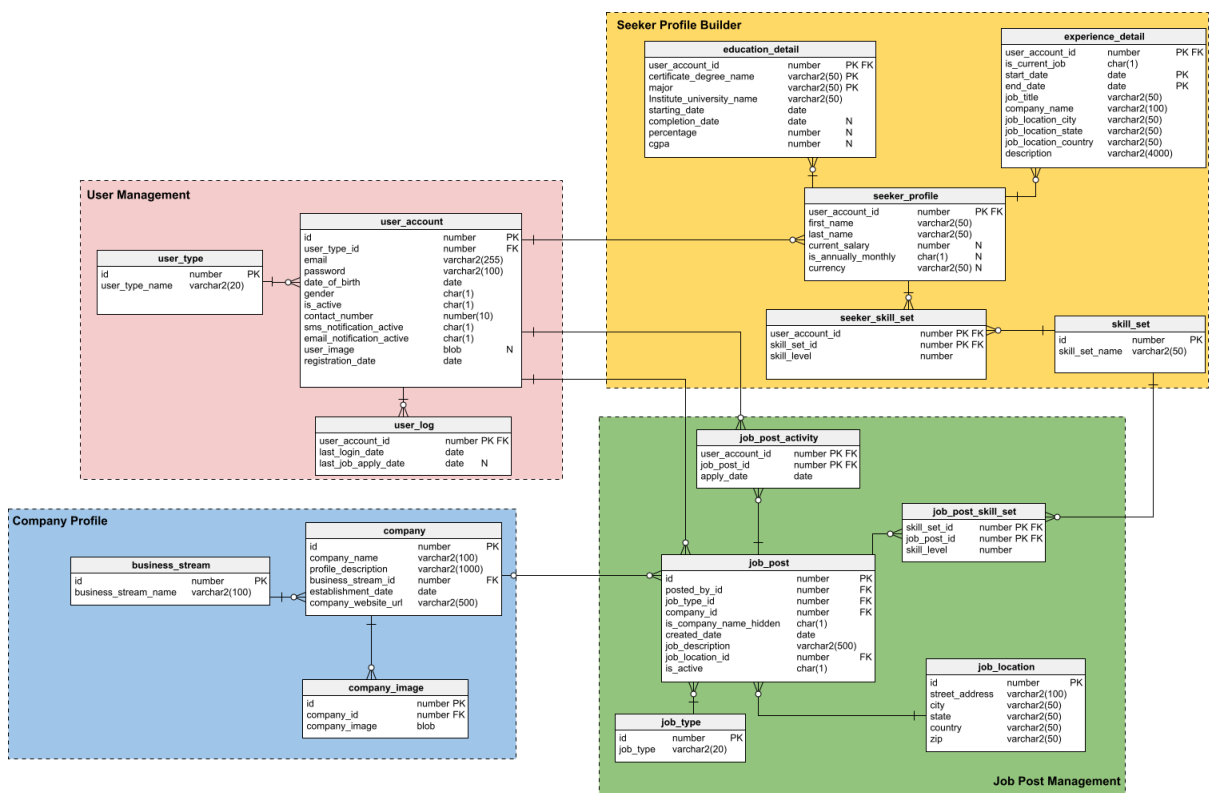 Seeker Profile Builder
education_detail
user_account_id number PK FK
certificate_degree_name varchar2(50) PK
major varchar2(50) PK
Institute_university_name varchar2(50)
starting_date date
completion_date date N
percentage number N
cgpa number N
experience_detail
user_account_id number PK FK
is_current_job char(1)
start_date date PK
end_date date PK
job_title varchar2(50)
company_name varchar2(100)
job_location_city varchar2(50)
job_location_state varchar2(50)
job_location_country varchar2(50)
description varchar2(4000)
seeker_profile
user_account_id number PK FK
first_name varchar2(50)
last_name varchar2(50)
current_salary number N
is_annually_monthly char(1) N
currency varchar2(50) N
seeker_skill_set
user_account_id number PK FK
skill_set_id number PK FK
skill_level number
skill_set
id number PK
skill_set_name varchar2(50)
User Management
user_type
id number PK
user_type_name varchar2(20)
user_account
id number PK
user_type_id number FK
email varchar2(255)
password varchar2(100)
date_of_birth date
gender char(1)
is_active char(1)
contact_number number(10)
sms_notification_active char(1)
email_notification_active char(1)
user_image blob N
registration_date date
user_log
user_account_id number PK FK
last_login_date date
last_job_apply_date date N
Company Profile
business_stream
id number PK
business_stream_name varchar2(100)
company
id number PK
company_name varchar2(100)
profile_description varchar2(1000)
business_stream_id number FK
establishment_date date
company_website_url varchar2(500)
company_image
id number PK
company_id number FK
company_image blob
job_post_activity
user_account_id number PK FK
job_post_id number PK FK
apply_date date
job_post_skill_set
skill_set_id number PK FK
job_post_id number PK FK
skill_level number
job_post
id number PK
posted_by_id number FK
job_type_id number FK
company_id number FK
is_company_name_hidden char(1)
created_date date
job_description varchar2(500)
job_location_id number FK
is_active char(1)
job_type
id number PK
job_type varchar2(20)
job_location
id number PK
street_address varchar2(100)
city varchar2(50)
state varchar2(50)
country varchar2(50)
zip varchar2(50)
Job Post Management